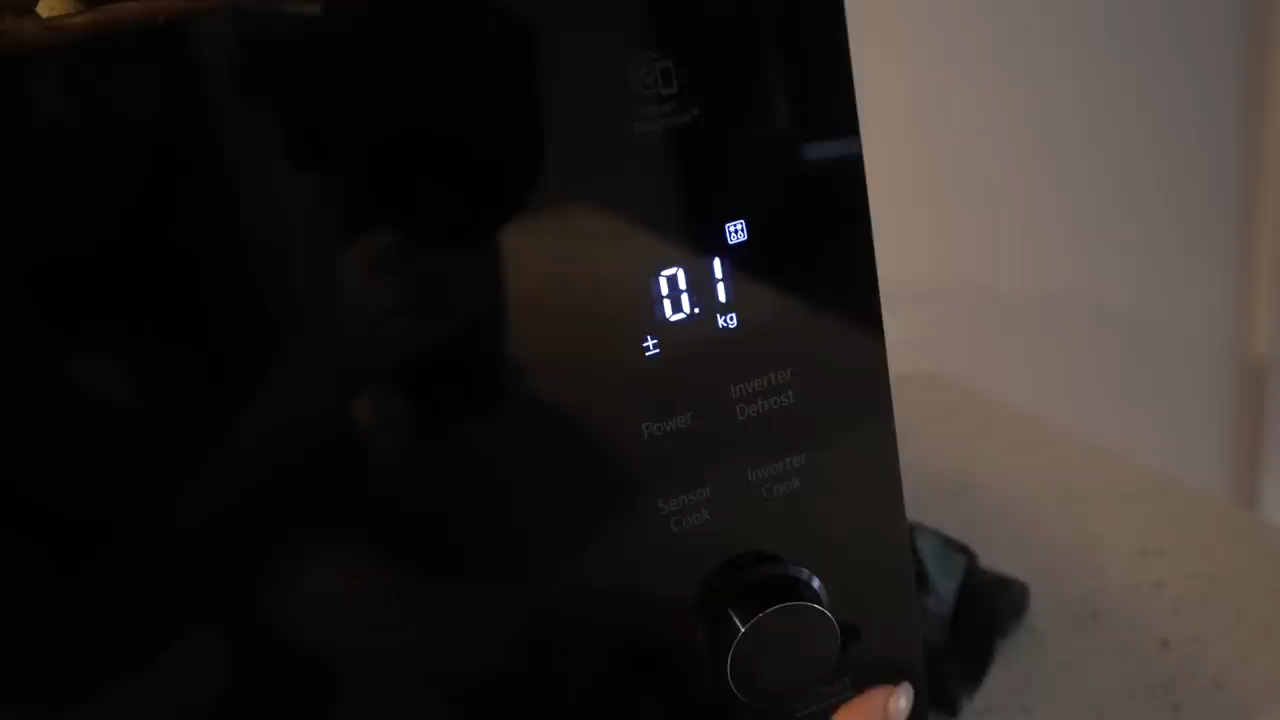 0.1
kg
±
Inverter
Defrost
Power
Inverter
Cook
Sensor
Cook